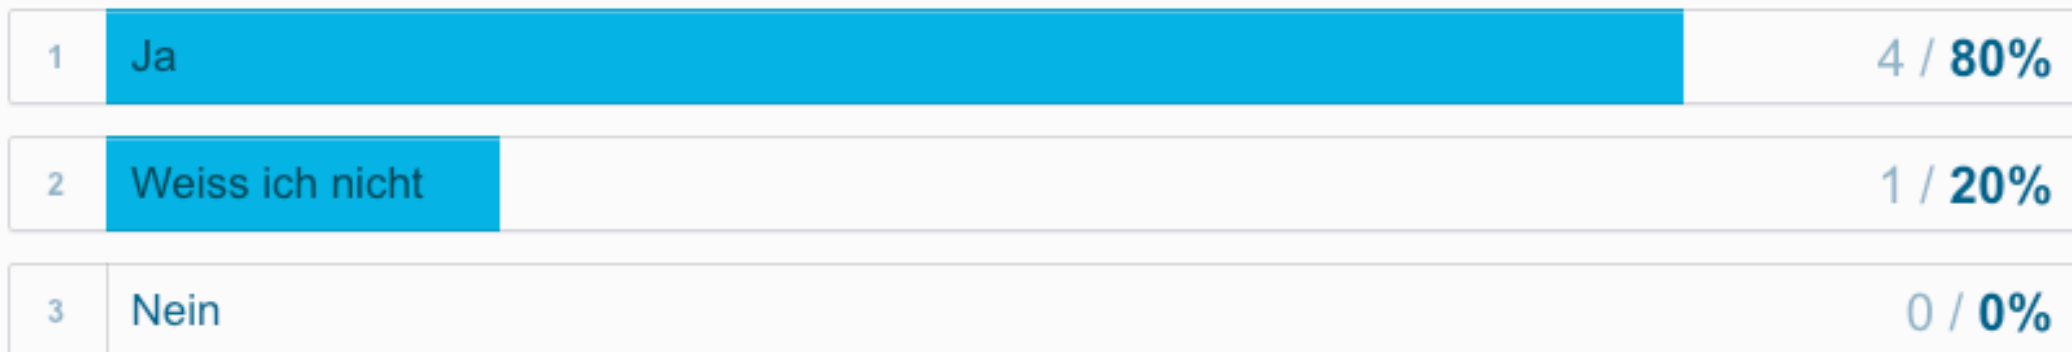 1 Ja 4 / 80%
2 Weiss ich nicht 1 / 20%
3 Nein 0 / 0%